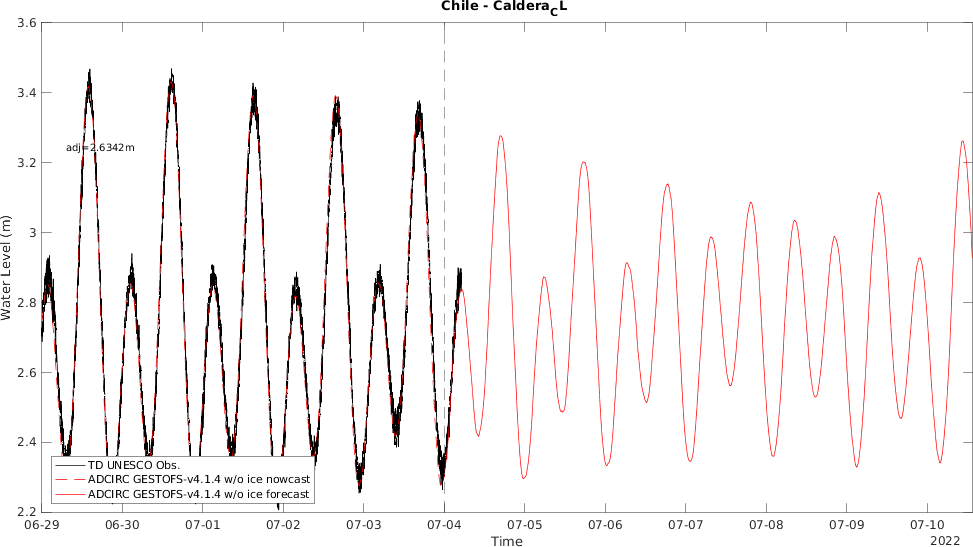 Chile - Caldera_CL
3.6
3.4
3.2
3
2.8
2.6
2.4
2.2
Water Level (m)
adj=2.6342m
TD UNESCO Obs.
ADCIRC GESTOFS-v4.1.4 w/o ice nowcast
ADCIRC GESTOFS-v4.1.4 w/o ice forecast
06-29 06-30 07-01 07-02 07-03 07-04 07-05 07-06 07-07 07-08 07-09 07-10
Time
2022